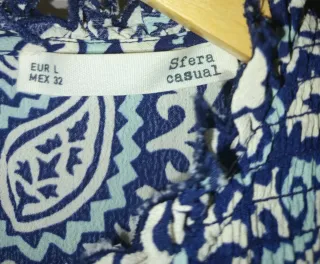 EUR L
MEX 32
Sfera
casual